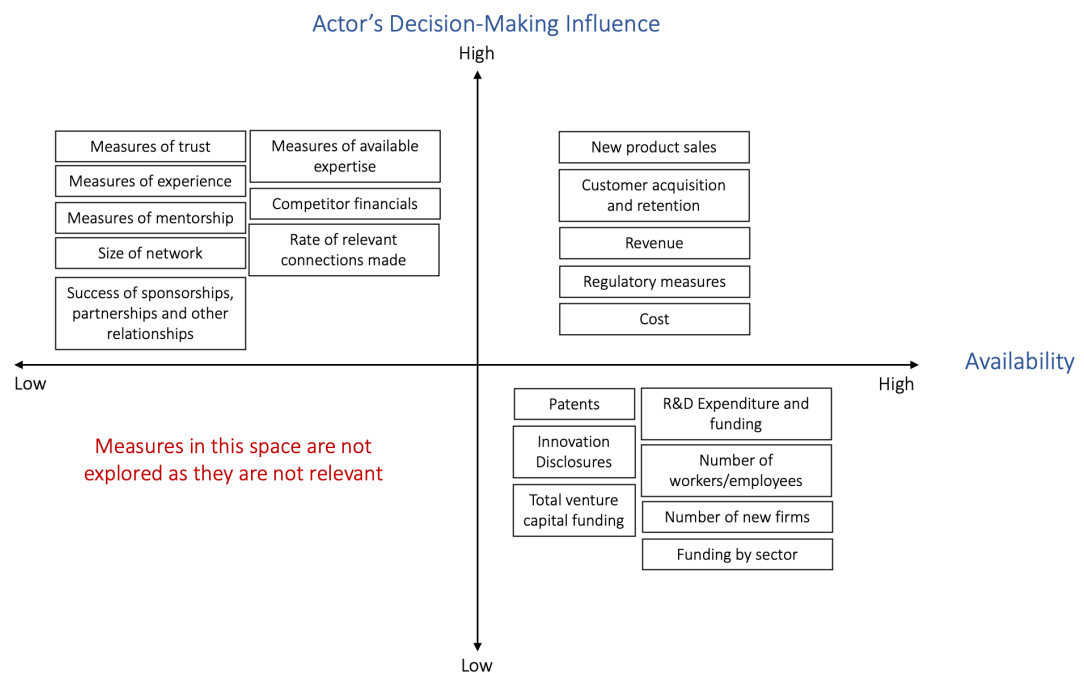 Actor’s Decision-Making Influence
High
Measures of trust
Measures of experience
Measures of mentorship
Size of network
Success of sponsorships,
partnerships and other
relationships
Measures of available
expertise
Competitor financials
Rate of relevant
connections made
New product sales
Customer acquisition
and retention
Revenue
Regulatory measures
Cost
Low
High
Availability
Measures in this space are not
explored as they are not relevant
Patents
Innovation
Disclosures
Total venture
capital funding
R&D Expenditure and
funding
Number of
workers/employees
Number of new firms
Funding by sector
Low